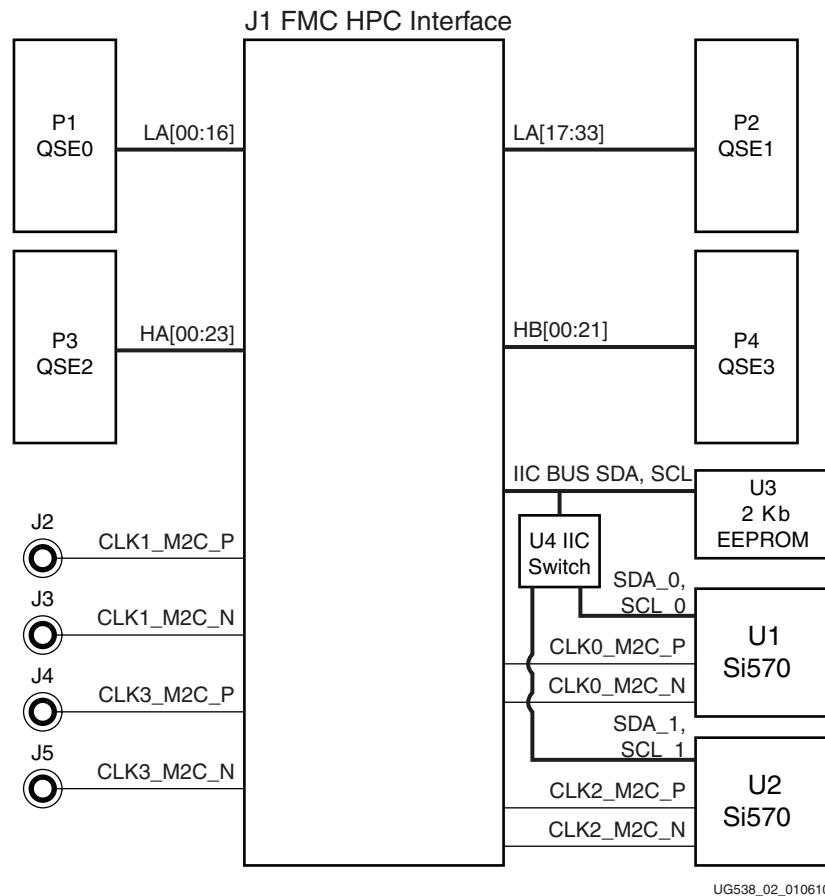 J1 FMC HPC Interface
P1
QSE0
LA[00:16]
LA[17:33]
P2
QSE1
P3
QSE2
HA[00:23]
HB[00:21]
P4
QSE3
IIC BUS SDA, SCL
U3
2 Kb
EEPROM
U4 IIC
Switch
J2
CLK1_M2C_P
SDA_0,
SCL_0
J3
CLK1_M2C_N
CLK0_M2C_P
CLK0_M2C_N
U1
Si570
J4
CLK3_M2C_P
SDA_1,
SCL_1
J5
CLK3_M2C_N
CLK2_M2C_P
CLK2_M2C_N
U2
Si570
UG538_02_010610